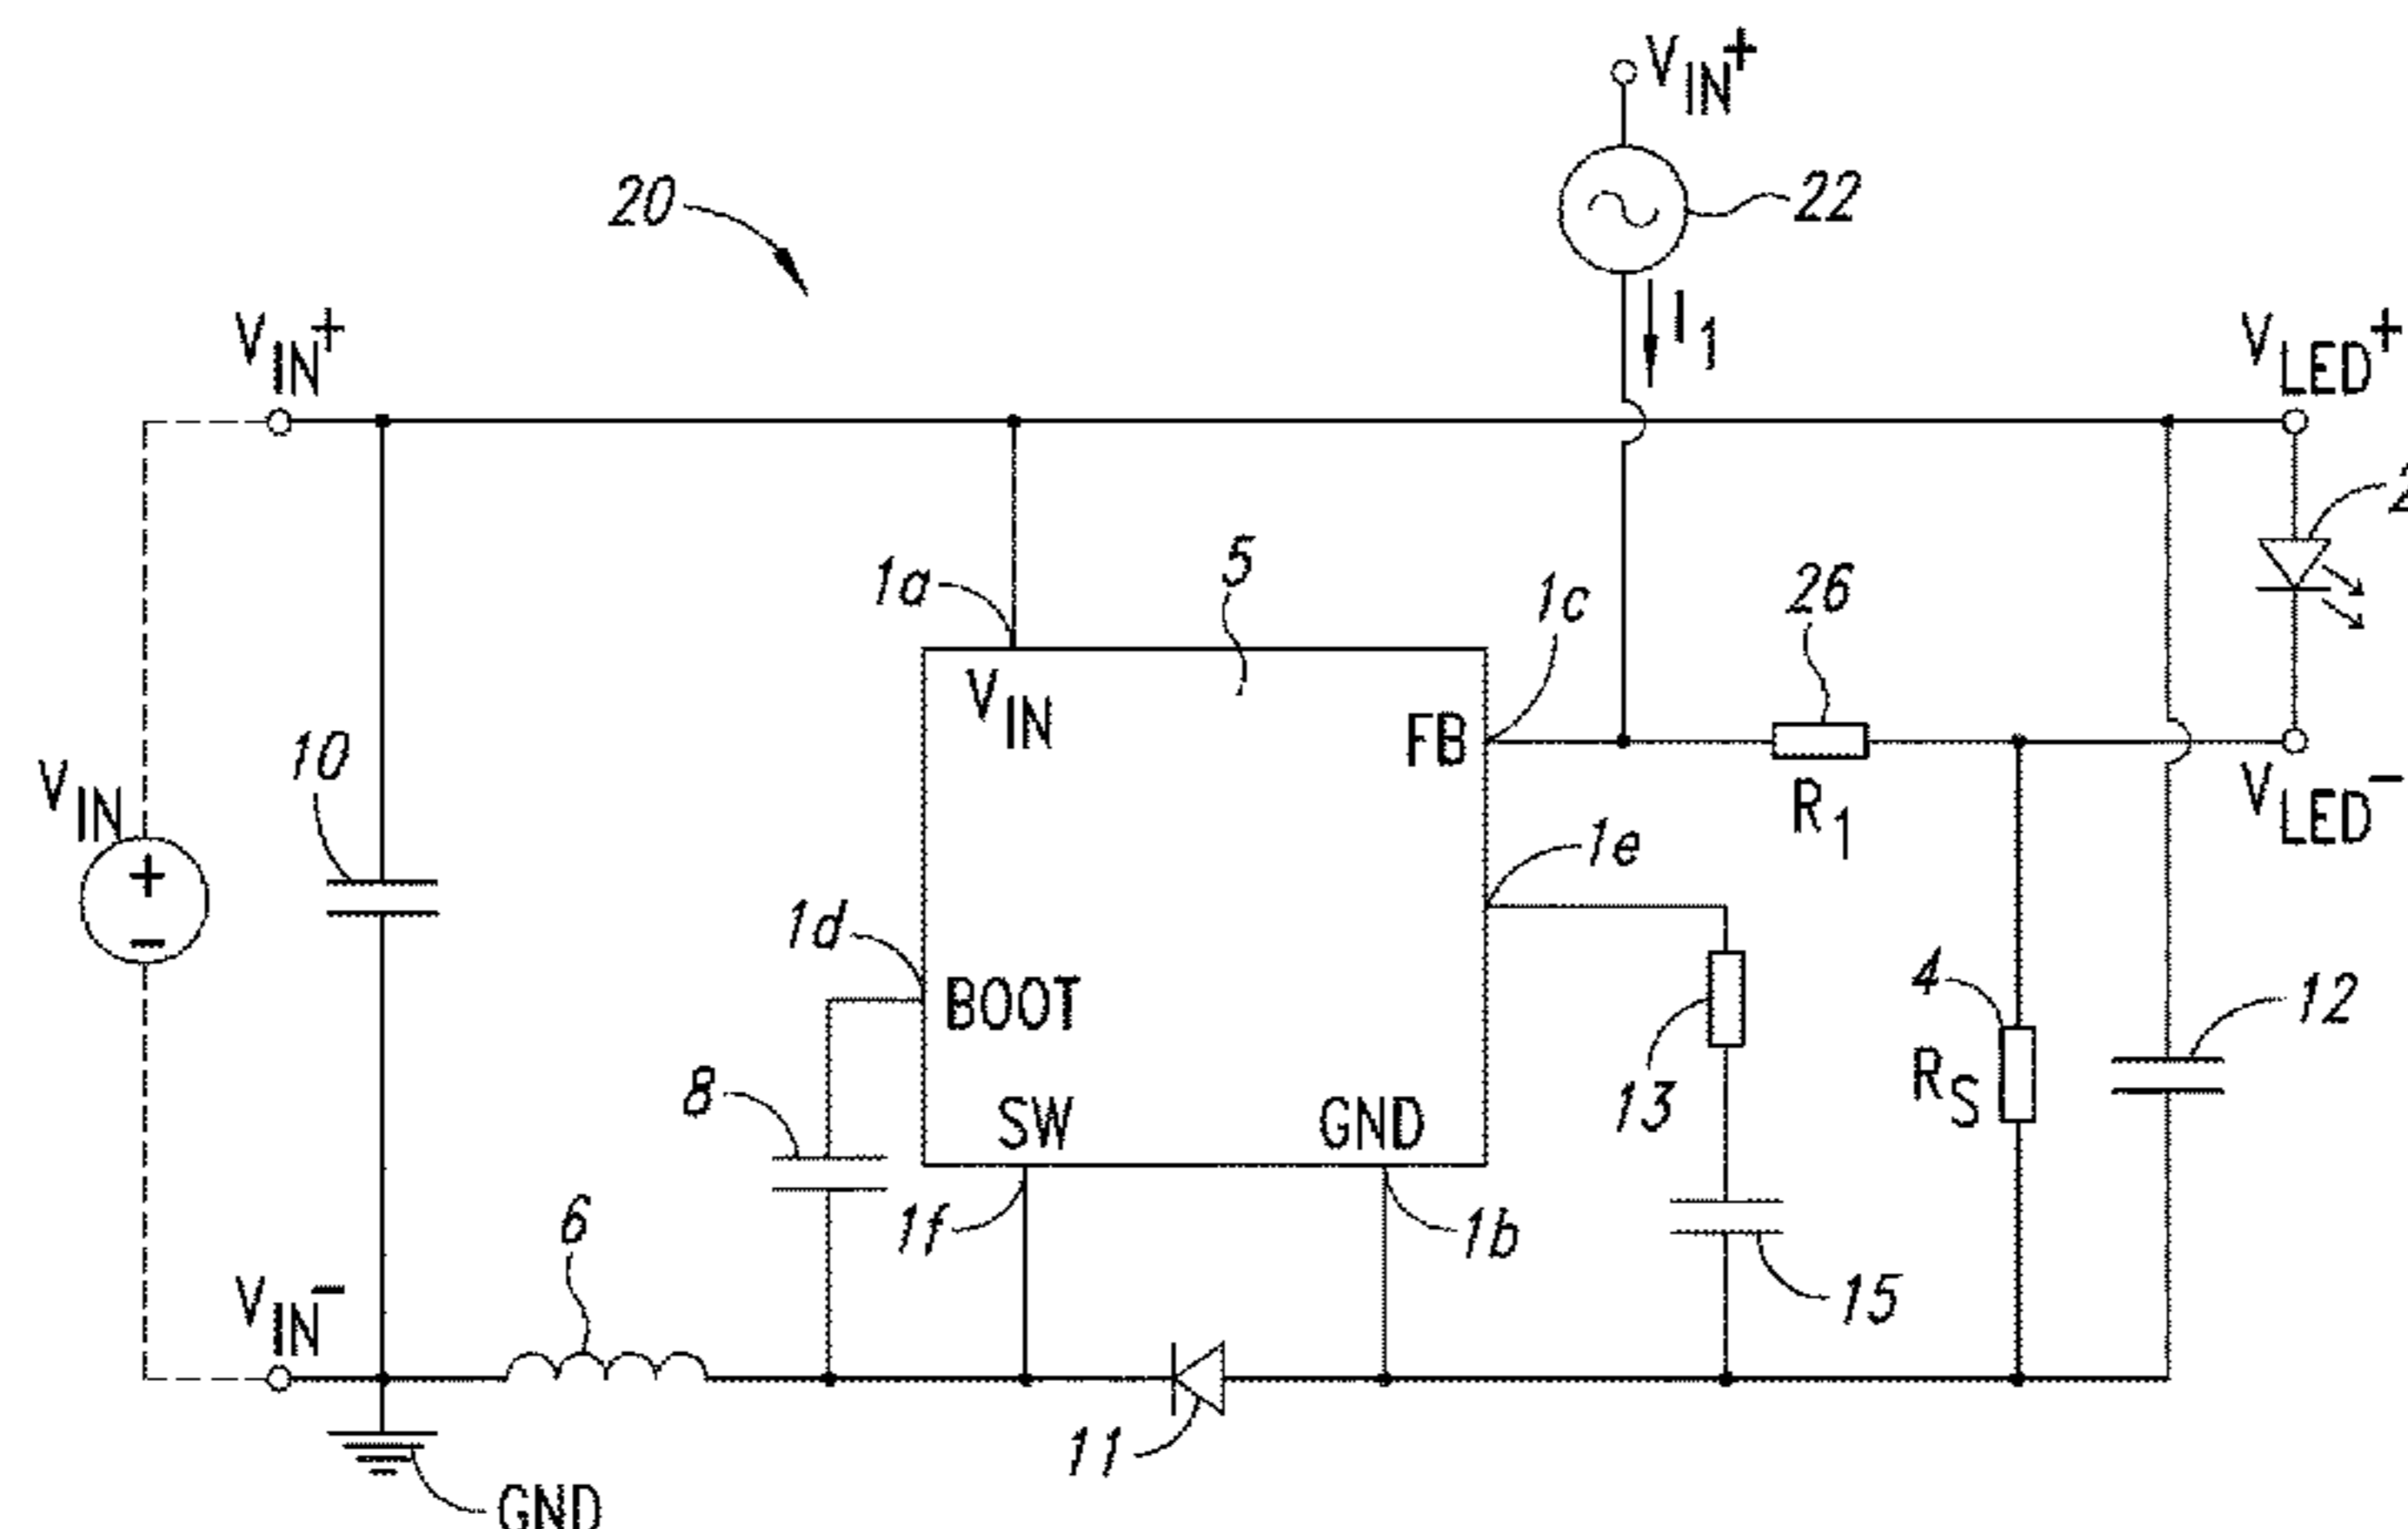 V_IN+
20
22
I_1
V_IN+
V_LED+
2
1a
5
1c
26
V_IN
FB
10
V_IN
+
-
R_1
V_LED-
1e
1d
BOOT
4
12
8
13
R_S
SW
GND
6
1f
1b
15
V_IN-
11
GND